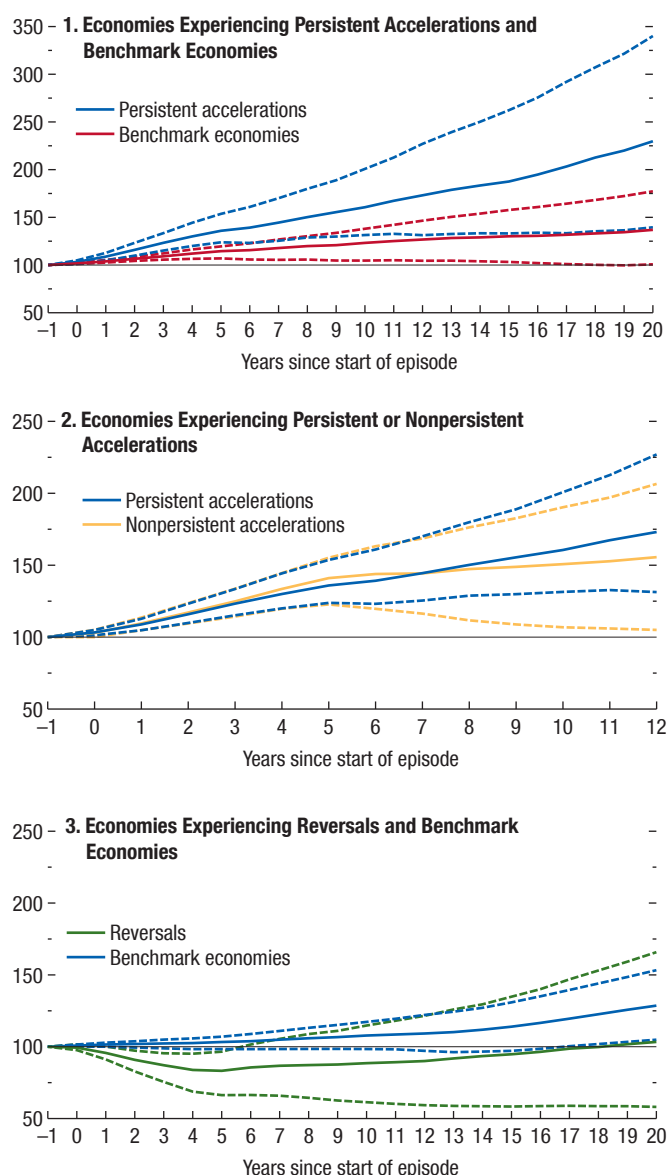 1. Economies Experiencing Persistent Accelerations and
Benchmark Economies
350
300
250
200
150
100
50
Persistent accelerations
Benchmark economies
–1 0 1 2 3 4 5 6 7 8 9 10 11 12 13 14 15 16 17 18 19 20
Years since start of episode
2. Economies Experiencing Persistent or Nonpersistent
Accelerations
250
200
150
100
50
Persistent accelerations
Nonpersistent accelerations
–1 0 1 2 3 4 5 6 7 8 9 10 11 12
Years since start of episode
3. Economies Experiencing Reversals and Benchmark
Economies
250
200
150
100
50
Reversals
Benchmark economies
–1 0 1 2 3 4 5 6 7 8 9 10 11 12 13 14 15 16 17 18 19 20
Years since start of episode